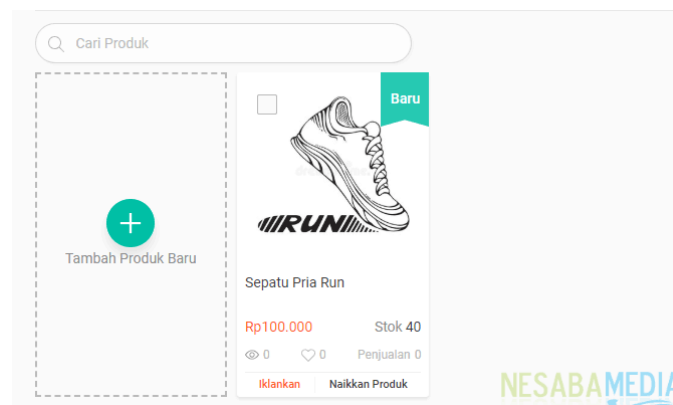 Cari Produk
Baru
RUN
Tambah Produk Baru
Sepatu Pria Run
Rp100.000
Stok 40
0
0
Penjualan 0
Iklankan
Naikkan Produk
NESABAMEDIA